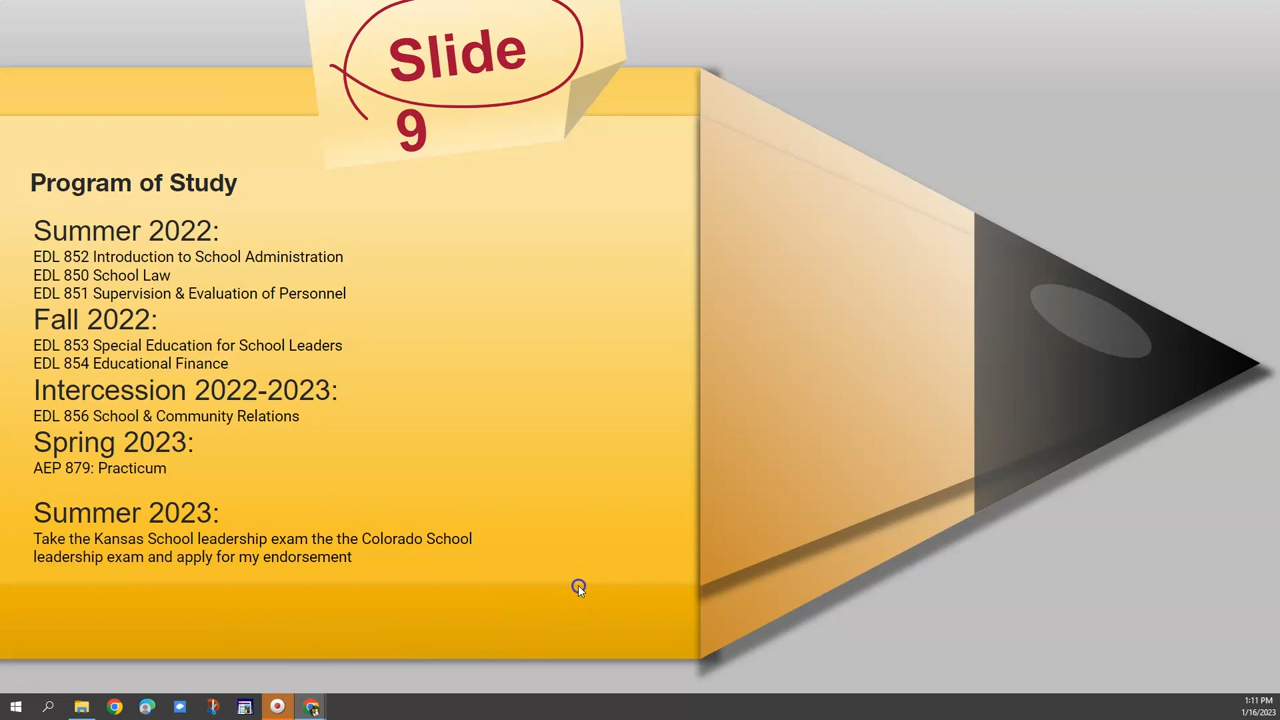 Slide
9
Program of Study
Summer 2022:
EDL 852 Introduction to School Administration
EDL 850 School Law
EDL 851 Supervision & Evaluation of Personnel
Fall 2022:
EDL 853 Special Education for School Leaders
EDL 854 Educational Finance
Intercession 2022-2023:
EDL 856 School & Community Relations
Spring 2023:
AEP 879: Practicum
Summer 2023:
Take the Kansas School leadership exam the the Colorado School
leadership exam and apply for my endorsement
1:11 PM
1/16/2023